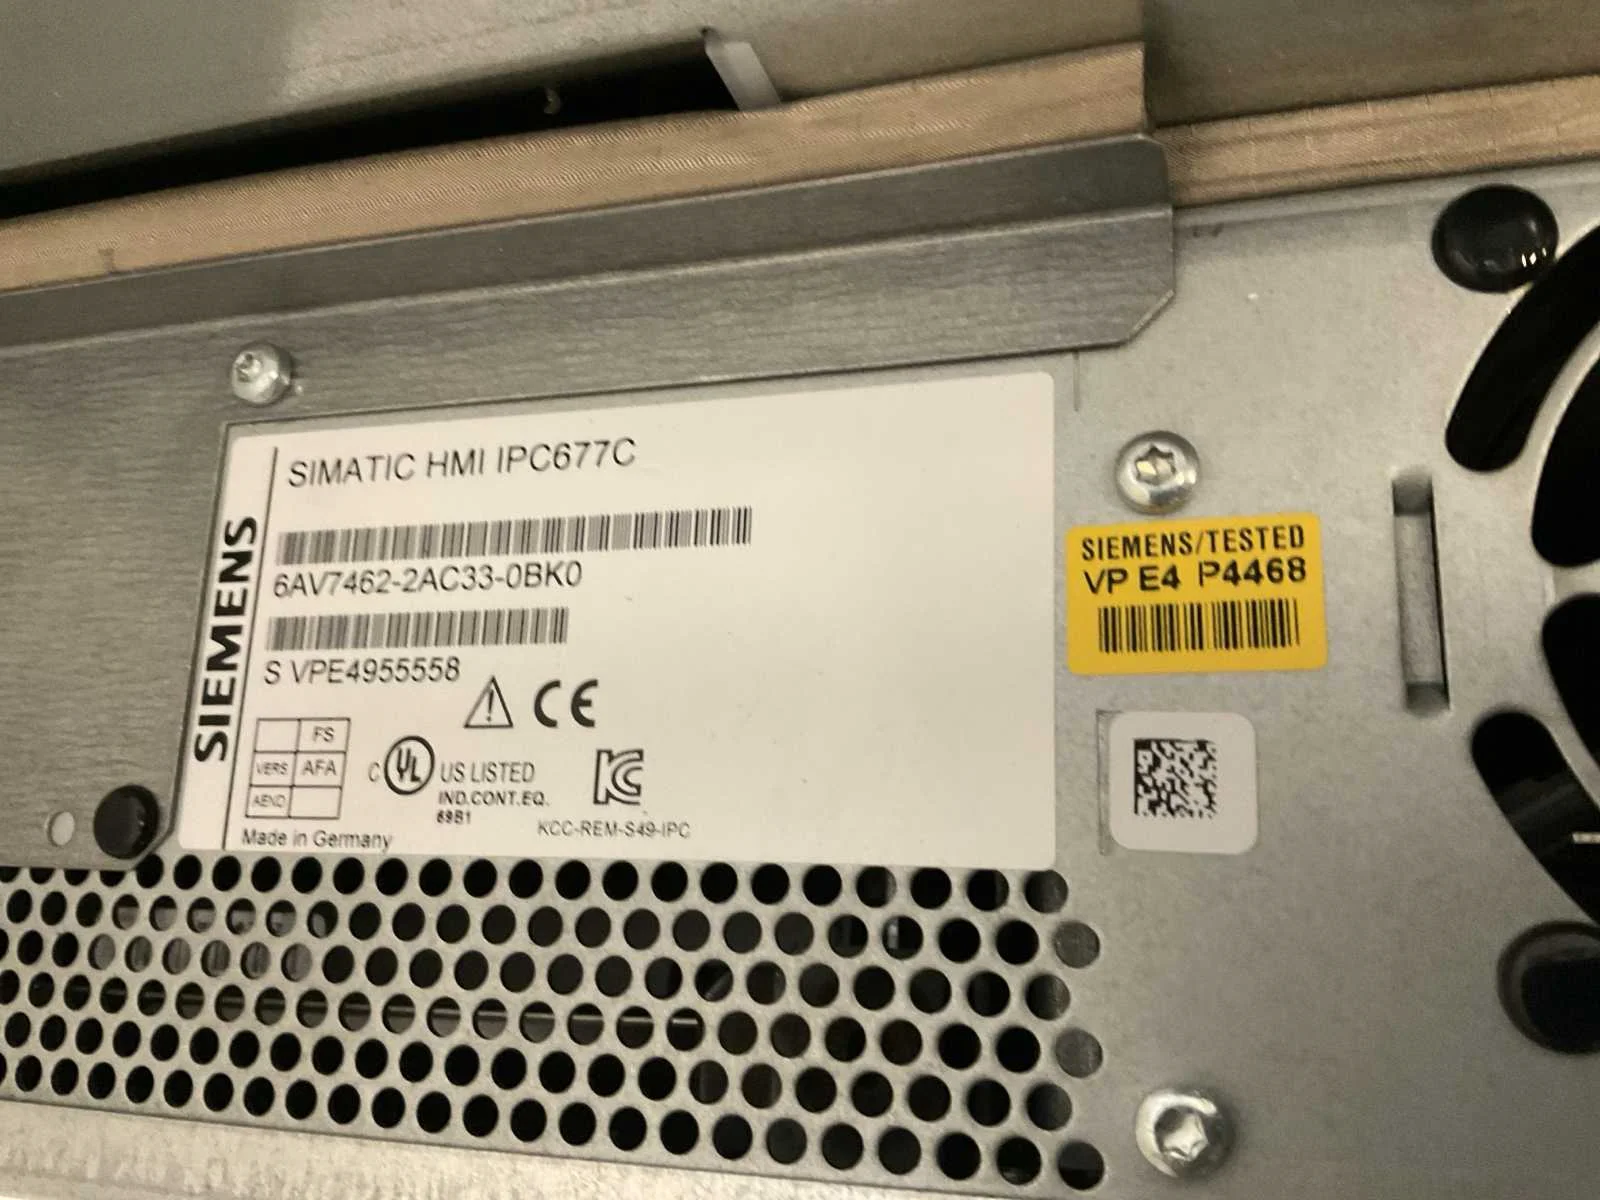 SIEMENS
SIMATIC HMI IPC677C
6AV7462-2AC33-0BK0
S VPE4955558
FS
VERS AFA
AEND
CE
C UL US LISTED
IND.CONT.EQ.
69B1
KCC-REM-S49-IPC
Made in Germany
SIEMENS/TESTED
VP E4 P4468